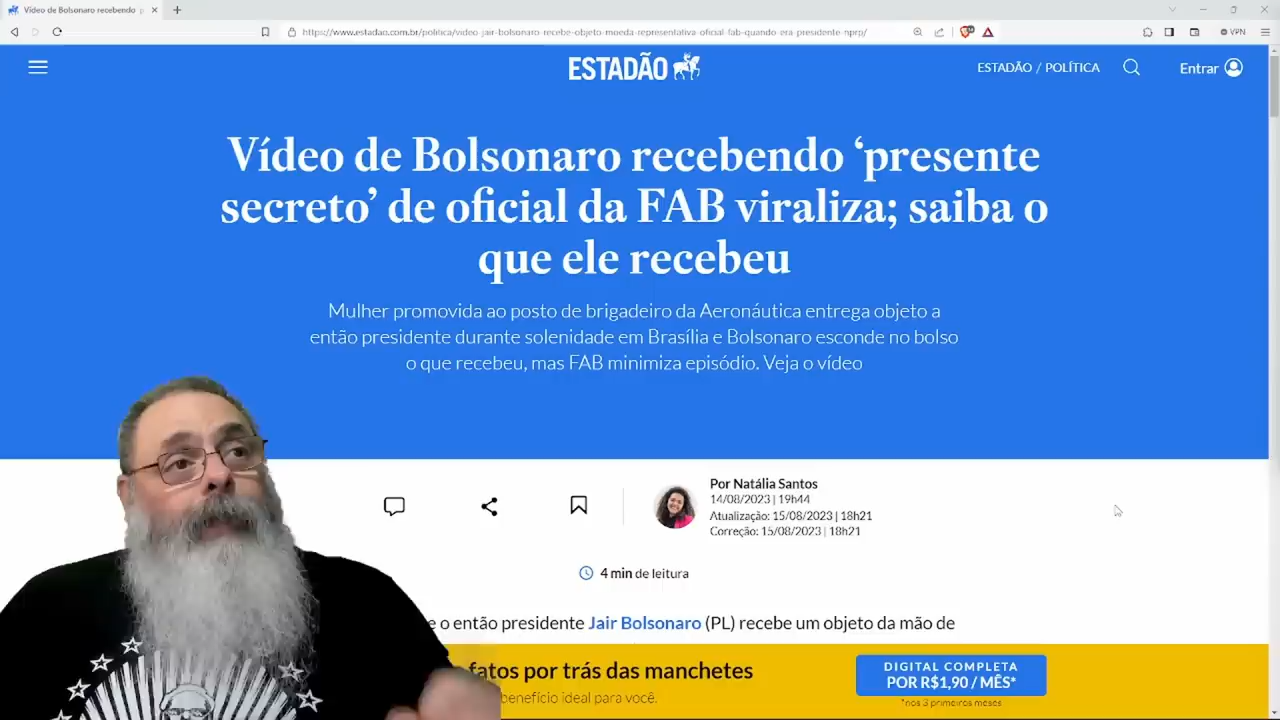 Vídeo de Bolsonaro recebendo
https://www.estadao.com.br/politica/video-jair-bolsonaro-recebe-objeto-moeda-representativa-oficial-fab-quando-era-presidente-nprp/
VPN
ESTADÃO
ESTADÃO / POLÍTICA
Entrar
Vídeo de Bolsonaro recebendo ‘presente
secreto’ de oficial da FAB viraliza; saiba o
que ele recebeu
Mulher promovida ao posto de brigadeiro da Aeronáutica entrega objeto a
então presidente durante solenidade em Brasília e Bolsonaro esconde no bolso
o que recebeu, mas FAB minimiza episódio. Veja o vídeo
Por Natália Santos
14/08/2023 | 19h44
Atualização: 15/08/2023 | 18h21
Correção: 15/08/2023 | 18h21
4 min de leitura
e o então presidente Jair Bolsonaro (PL) recebe um objeto da mão de
fatos por trás das manchetes
benefício ideal para você.
DIGITAL COMPLETA
POR R$1,90 / MÊS*
*nos 3 primeiros meses